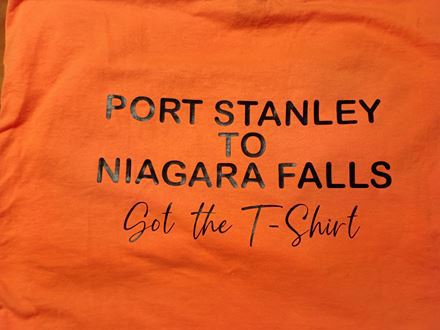 PORT STANLEY
TO
NIAGARA FALLS
Got the T-Shirt